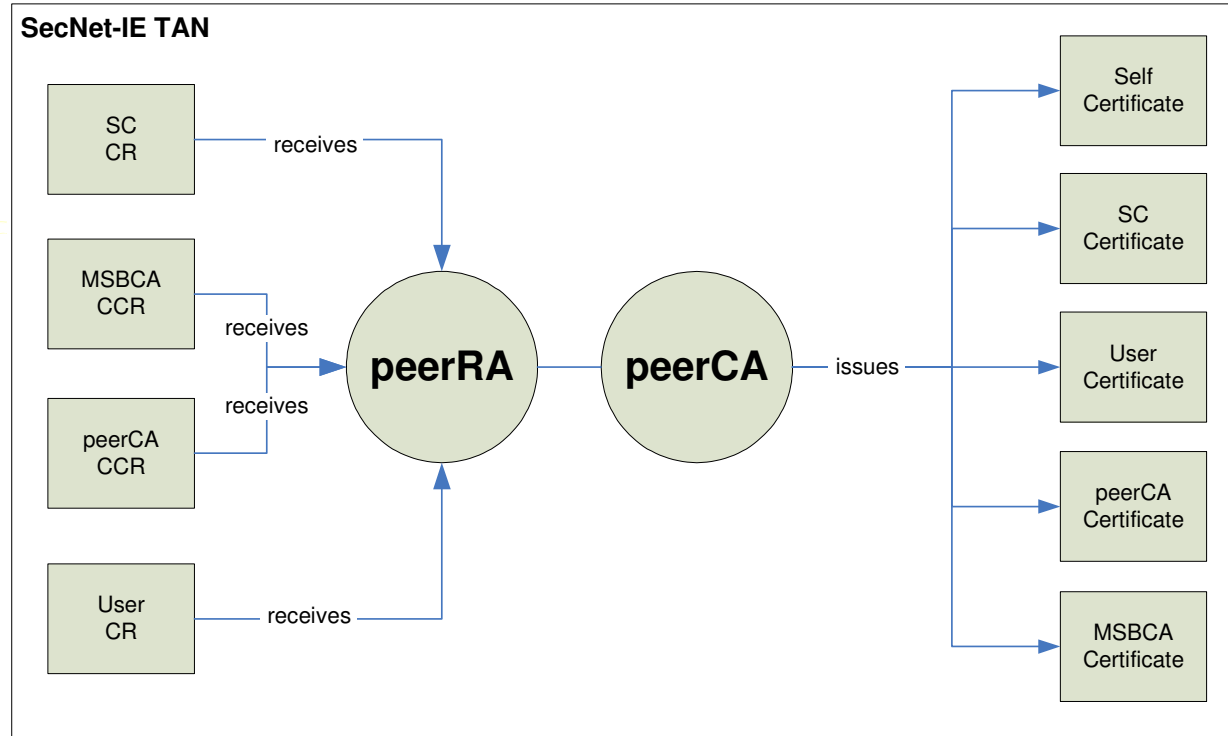 SecNet-IE TAN
SC
CR
receives
MSBCA
CCR
receives
receives
peerCA
CCR
User
CR
receives
peerRA
peerCA
issues
Self
Certificate
SC
Certificate
User
Certificate
peerCA
Certificate
MSBCA
Certificate